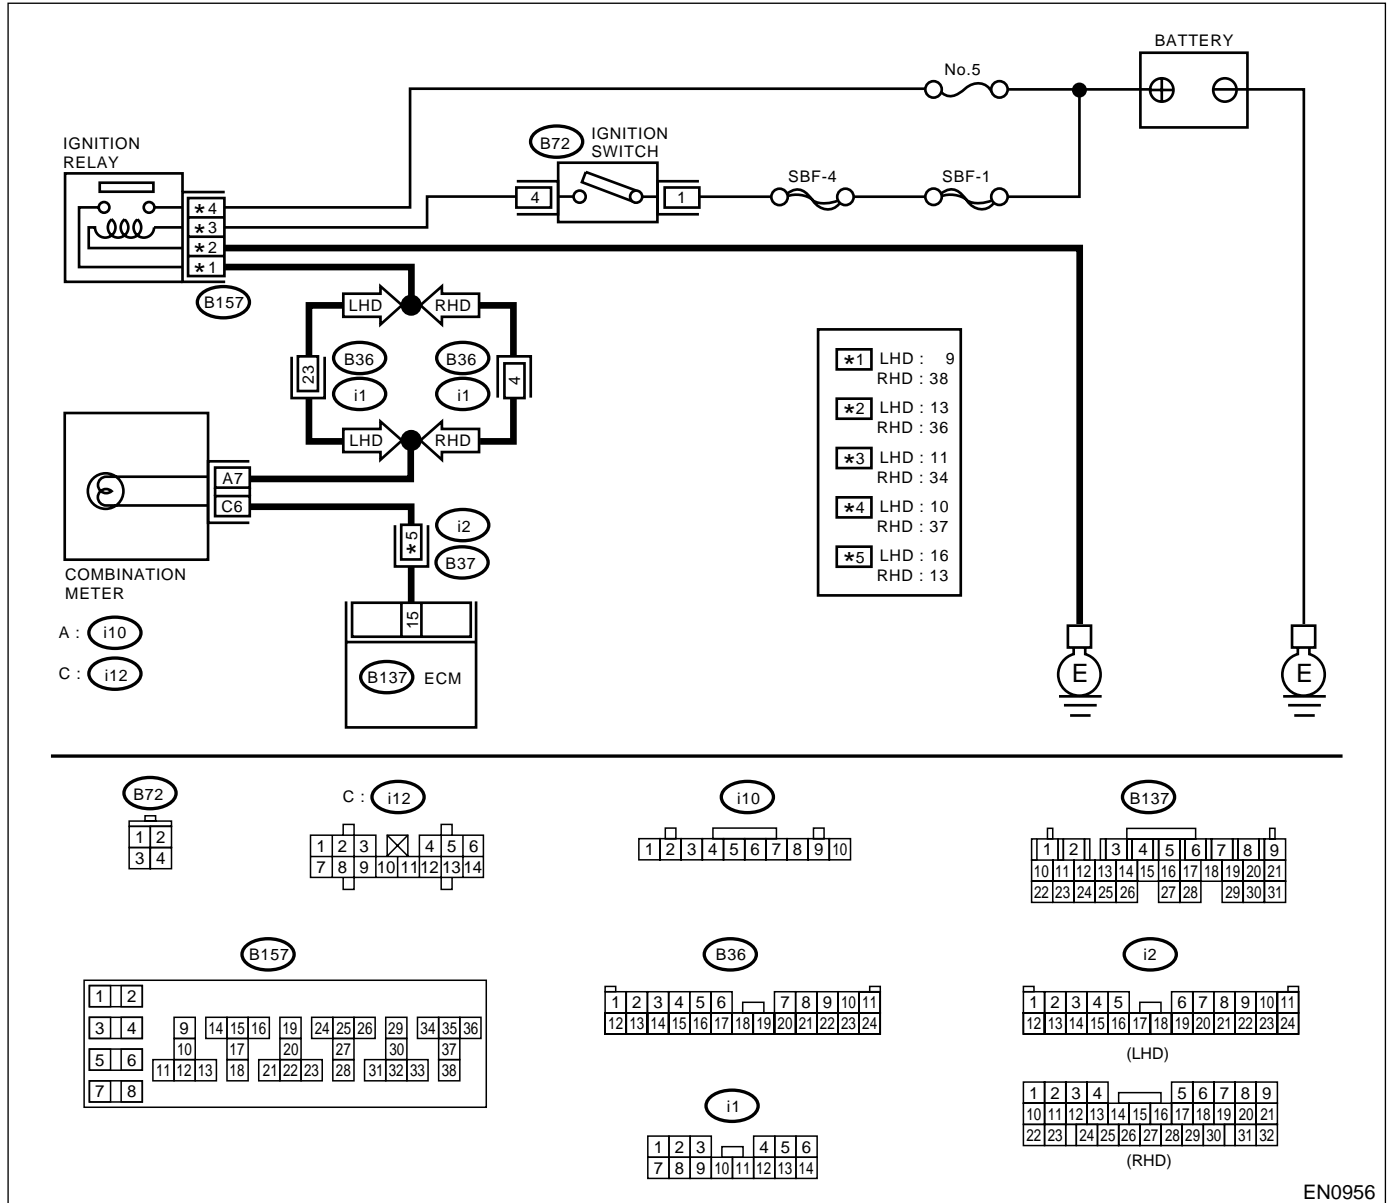 BATTERY
No.5
IGNITION
RELAY
B72
IGNITION
SWITCH
SBF-4
SBF-1
4
1
*4
*3
*2
*1
B157
LHD
RHD
23
B36
i1
B36
i1
4
LHD
RHD
*1 LHD : 9
RHD : 38
*2 LHD : 13
RHD : 36
*3 LHD : 11
RHD : 34
*4 LHD : 10
RHD : 37
*5 LHD : 16
RHD : 13
A7
C6
*5
i2
B37
COMBINATION
METER
A : i10
C : i12
15
B137 ECM
E
E
B72
1 2
3 4
C : i12
1 2 3 4 5 6
7 8 9 10 11 12 13 14
i10
1 2 3 4 5 6 7 8 9 10
B137
1 2 3 4 5 6 7 8 9
10 11 12 13 14 15 16 17 18 19 20 21
22 23 24 25 26 27 28 29 30 31
B157
1 2
3 4 9 14 15 16 19 24 25 26 29 34 35 36
10 17 20 27 30 37
5 6 11 12 13 18 21 22 23 28 31 32 33 38
7 8
B36
1 2 3 4 5 6 7 8 9 10 11
12 13 14 15 16 17 18 19 20 21 22 23 24
i2
1 2 3 4 5 6 7 8 9 10 11
12 13 14 15 16 17 18 19 20 21 22 23 24
(LHD)
i1
1 2 3 4 5 6
7 8 9 10 11 12 13 14
1 2 3 4 5 6 7 8 9
10 11 12 13 14 15 16 17 18 19 20 21
22 23 24 25 26 27 28 29 30 31 32
(RHD)
EN0956